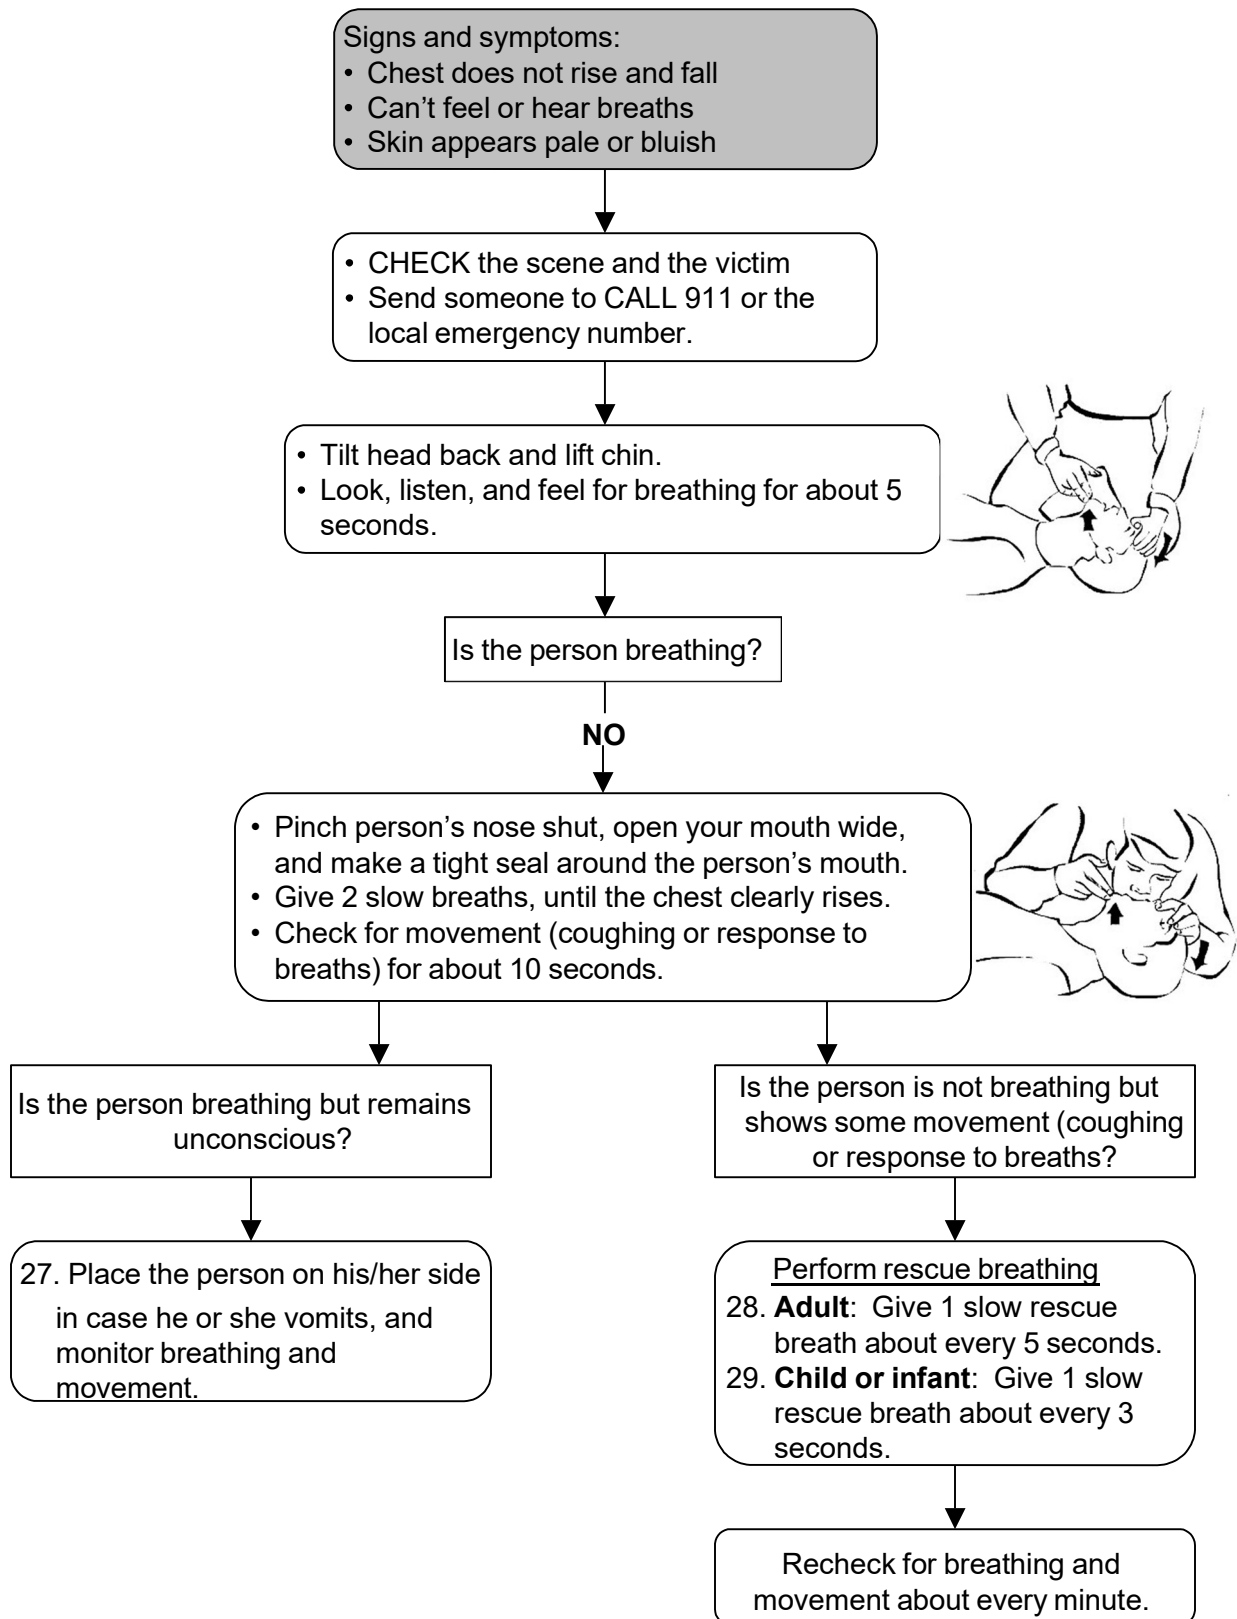 Signs and symptoms:
• Chest does not rise and fall
• Can't feel or hear breaths
• Skin appears pale or bluish
• CHECK the scene and the victim
• Send someone to CALL 911 or the
local emergency number.
• Tilt head back and lift chin.
• Look, listen, and feel for breathing for about 5
seconds.
Is the person breathing?
NO
• Pinch person's nose shut, open your mouth wide,
and make a tight seal around the person's mouth.
• Give 2 slow breaths, until the chest clearly rises.
• Check for movement (coughing or response to
breaths) for about 10 seconds.
Is the person breathing but remains
unconscious?
Is the person is not breathing but
shows some movement (coughing
or response to breaths?
27. Place the person on his/her side
in case he or she vomits, and
monitor breathing and
movement.
Perform rescue breathing
28. Adult: Give 1 slow rescue
breath about every 5 seconds.
29. Child or infant: Give 1 slow
rescue breath about every 3
seconds.
Recheck for breathing and
movement about every minute.